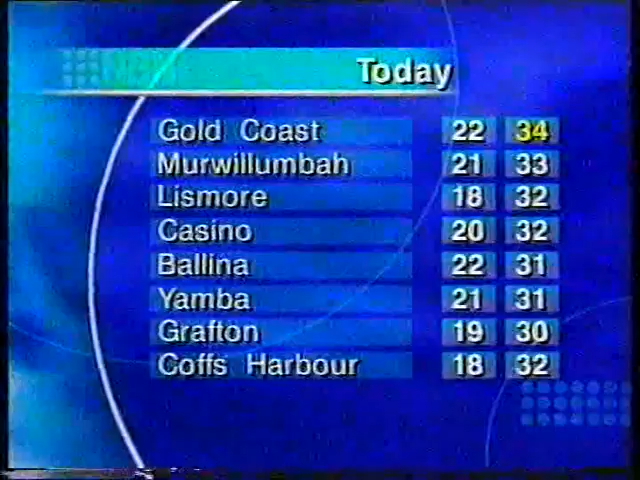 Today
Gold Coast 22 34
Murwillumbah 21 33
Lismore 18 32
Casino 20 32
Ballina 22 31
Yamba 21 31
Grafton 19 30
Coffs Harbour 18 32